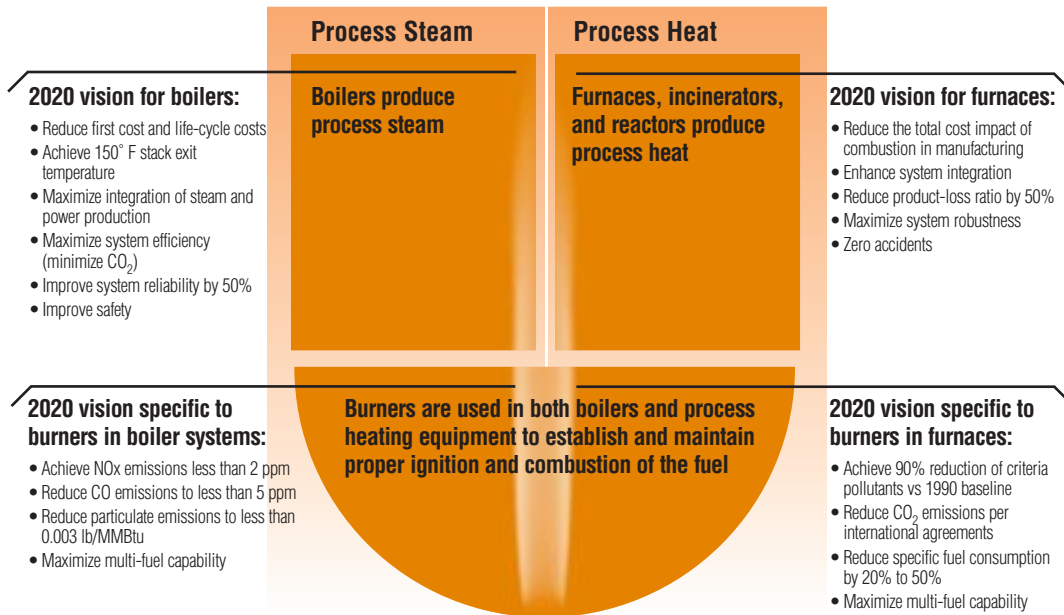 Process Steam
Process Heat
2020 vision for boilers:
• Reduce first cost and life-cycle costs
• Achieve 150° F stack exit
temperature
• Maximize integration of steam and
power production
• Maximize system efficiency
(minimize CO₂)
• Improve system reliability by 50%
• Improve safety
Boilers produce
process steam
Furnaces, incinerators,
and reactors produce
process heat
2020 vision for furnaces:
• Reduce the total cost impact of
combustion in manufacturing
• Enhance system integration
• Reduce product-loss ratio by 50%
• Maximize system robustness
• Zero accidents
2020 vision specific to
burners in boiler systems:
• Achieve NOx emissions less than 2 ppm
• Reduce CO emissions to less than 5 ppm
• Reduce particulate emissions to less than
0.003 lb/MMBtu
• Maximize multi-fuel capability
Burners are used in both boilers and process
heating equipment to establish and maintain
proper ignition and combustion of the fuel
2020 vision specific to
burners in furnaces:
• Achieve 90% reduction of criteria
pollutants vs 1990 baseline
• Reduce CO₂ emissions per
international agreements
• Reduce specific fuel consumption
by 20% to 50%
• Maximize multi-fuel capability